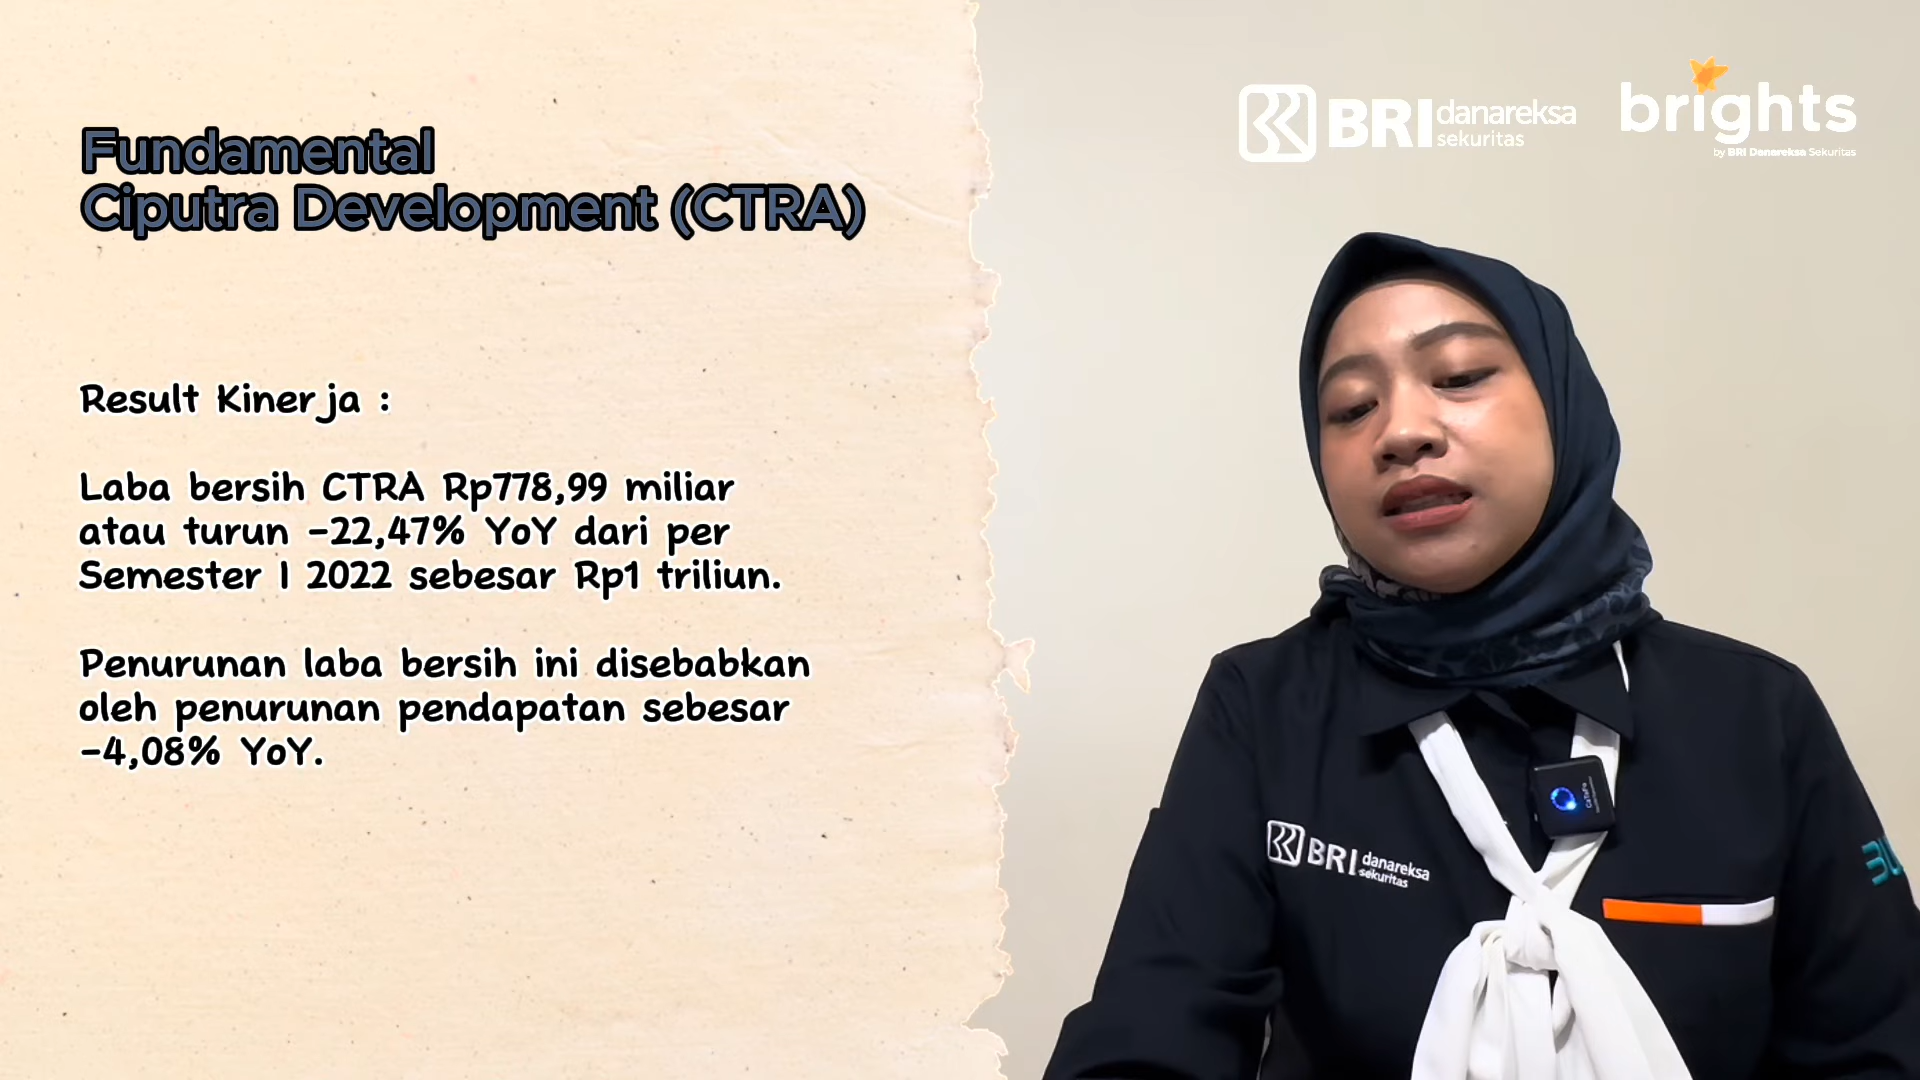 Fundamental
Ciputra Development (CTRA)
Result Kinerja :
Laba bersih CTRA Rp778,99 miliar
atau turun -22,47% YoY dari per
Semester I 2022 sebesar Rp1 triliun.
Penurunan laba bersih ini disebabkan
oleh penurunan pendapatan sebesar
-4,08% YoY.
BRI danareksa
sekuritas
brights
by BRI Danareksa Sekuritas
BRI danareksa
sekuritas